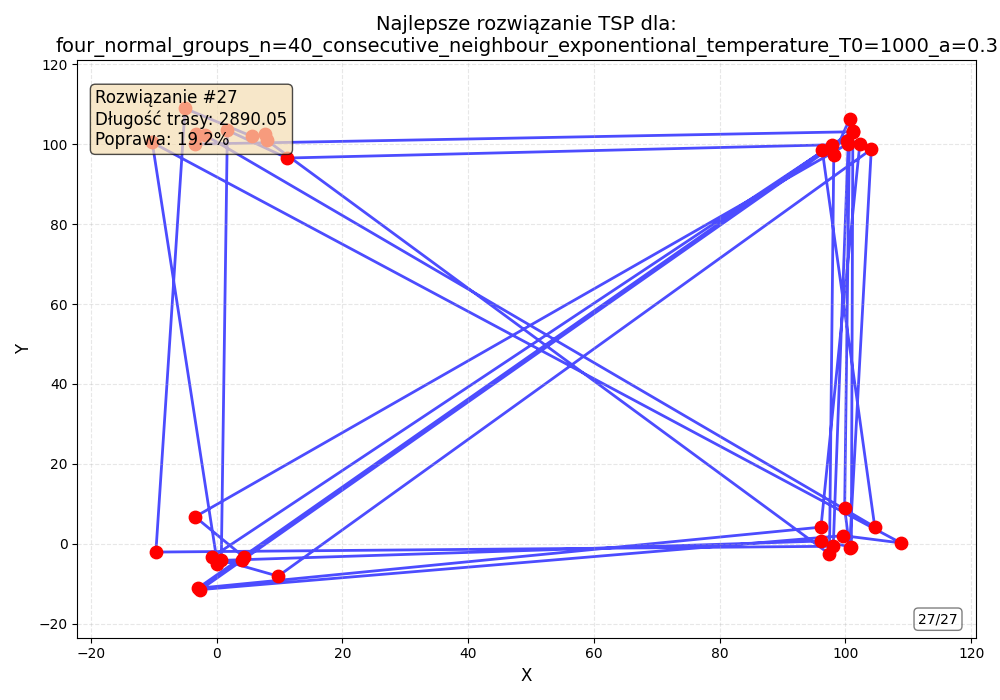 Najlepsze rozwiązanie TSP dla:
four_normal_groups_n=40_consecutive_neighbour_exponentional_temperature_T0=1000_a=0.3
Rozwiązanie #27
Długość trasy: 2890.05
Poprawa: 19.2%
120
100
80
60
40
20
0
−20
Y
27/27
−20
0
20
40
60
80
100
120
X